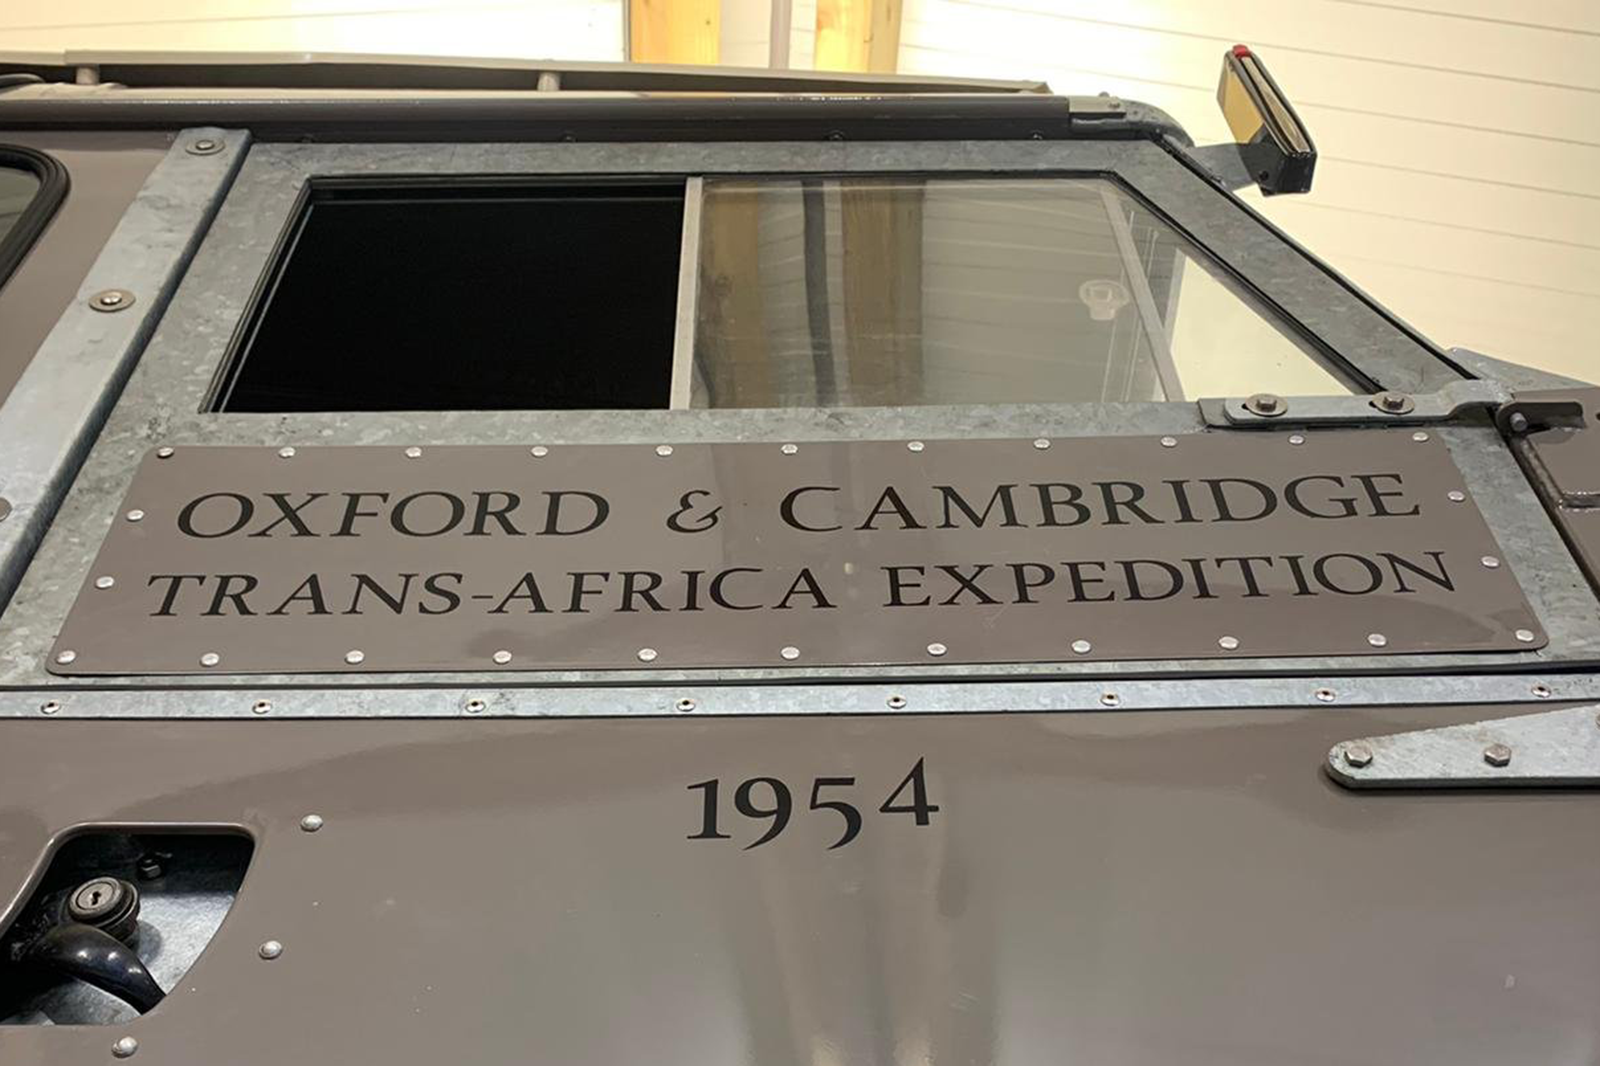 OXFORD & CAMBRIDGE
TRANS-AFRICA EXPEDITION
1954